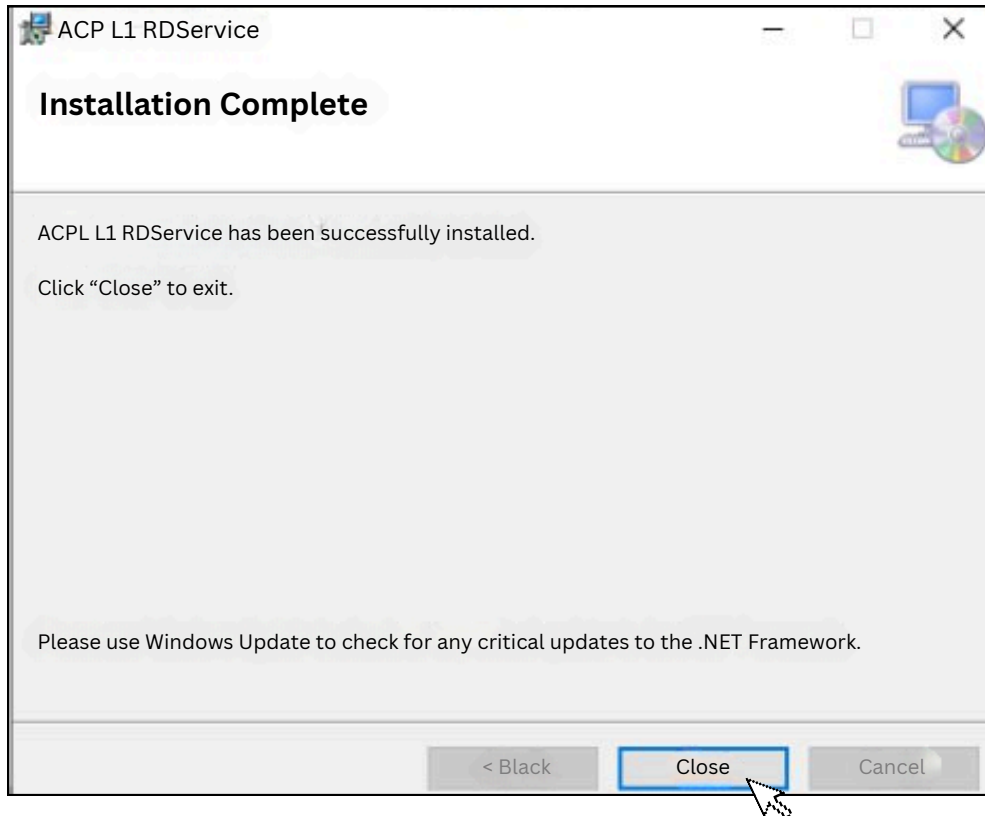 ACP L1 RDService
Installation Complete
ACPL L1 RDService has been successfully installed.
Click “Close” to exit.
Please use Windows Update to check for any critical updates to the .NET Framework.
< Black
Close
Cancel